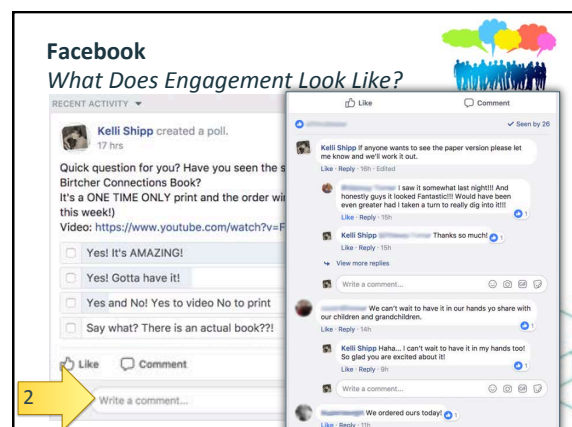 Facebook
What Does Engagement Look Like?
RECENT ACTIVITY
Kelli Shipp created a poll.
17 hrs
Quick question for you? Have you seen the s
Birtcher Connections Book?
It's a ONE TIME ONLY print and the order wi
this week!)
Video: https://www.youtube.com/watch?v=F
Yes! It's AMAZING!
Yes! Gotta have it!
Yes and No! Yes to video No to print
Say what? There is an actual book??!
Like Comment
2
Write a comment...
Like Comment
Seen by 26
Kelli Shipp If anyone wants to see the paper version please let
me know and we'll work it out.
Like · Reply · 16h · Edited
I saw it somewhat last night!!! And
honestly guys it looked Fantastic!!! Would have been
even greater had I taken a turn to really dig into it!!!
1
Like · Reply · 15h
Kelli Shipp Thanks so much! 1
Like · Reply · 15h
View more replies
Write a comment...
GIF
We can't wait to have it in our hands yo share with
our children and grandchildren.
1
Like · Reply · 14h
Kelli Shipp Haha... I can't wait to have it in my hands too!
So glad you are excited about it!
1
Like · Reply · 9h
Write a comment...
GIF
We ordered ours today! 1
Like · Reply · 11h